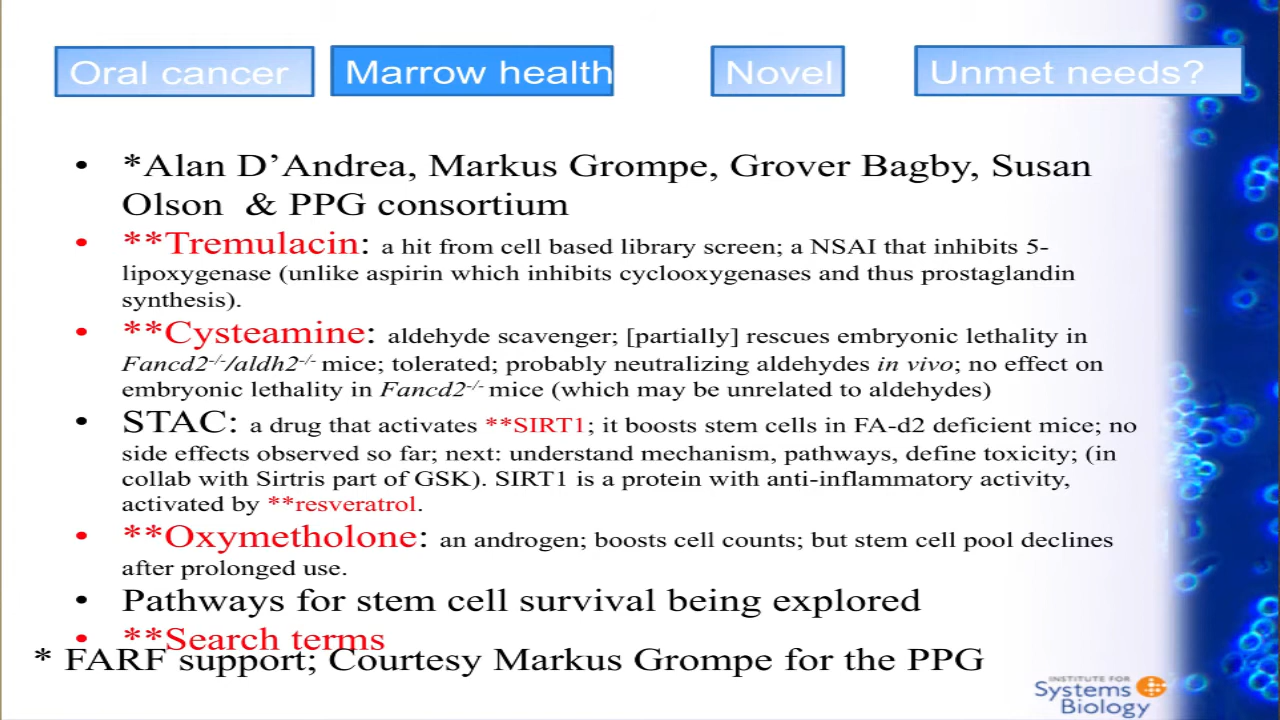 Oral cancer
Marrow health
Novel
Unmet needs?
• *Alan D’Andrea, Markus Grompe, Grover Bagby, Susan
Olson & PPG consortium
• **Tremulacin: a hit from cell based library screen; a NSAI that inhibits 5-
lipoxygenase (unlike aspirin which inhibits cyclooxygenases and thus prostaglandin
synthesis).
• **Cysteamine: aldehyde scavenger; [partially] rescues embryonic lethality in
Fancd2-/-/aldh2-/- mice; tolerated; probably neutralizing aldehydes in vivo; no effect on
embryonic lethality in Fancd2-/- mice (which may be unrelated to aldehydes)
• STAC: a drug that activates **SIRT1; it boosts stem cells in FA-d2 deficient mice; no
side effects observed so far; next: understand mechanism, pathways, define toxicity; (in
collab with Sirtris part of GSK). SIRT1 is a protein with anti-inflammatory activity,
activated by **resveratrol.
• **Oxymetholone: an androgen; boosts cell counts; but stem cell pool declines
after prolonged use.
• Pathways for stem cell survival being explored
• **Search terms
* FARF support; Courtesy Markus Grompe for the PPG
INSTITUTE FOR
Systems
Biology